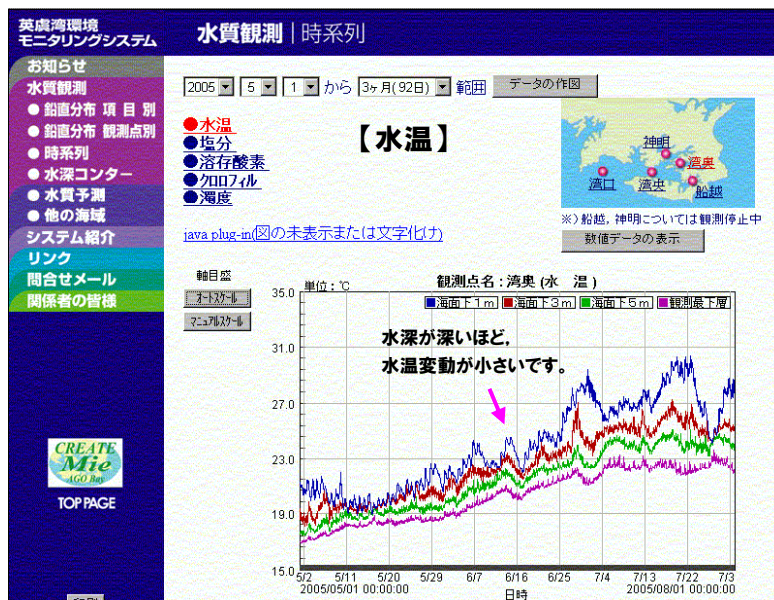 英虞湾環境
モニタリングシステム
水質観測｜時系列
お知らせ
水質観測
● 鉛直分布 項 目 別
● 鉛直分布 観測点別
● 時系列
● 水深コンター
● 水質予測
● 他の海域
システム紹介
リンク
問合せメール
関係者の皆様
CREATE
Mie
AGO Bay
TOP PAGE
2005 5 1 から 3ヶ月(92日) 範囲 データの作図
●水温
●塩分
●溶存酸素
●クロロフィル
●濁度
【水温】
java plug-in(図の未表示または文字化け)
神明
湾奥
湾口
湾央
船越
※)船越，神明については観測停止中
数値データの表示
軸目盛
オートスケール
マニュアルスケール
単位：℃
観測点名：湾奥 (水　温 )
海面下1m 海面下3m 海面下5m 観測最下層
水深が深いほど，
水温変動が小さいです。
35.0
31.0
27.0
23.0
19.0
15.0
5/2 5/11 5/20 5/29 6/7 6/16 6/25 7/4 7/13 7/22 7/3
2005/05/01 00:00:00 2005/08/01 00:00:00
日時